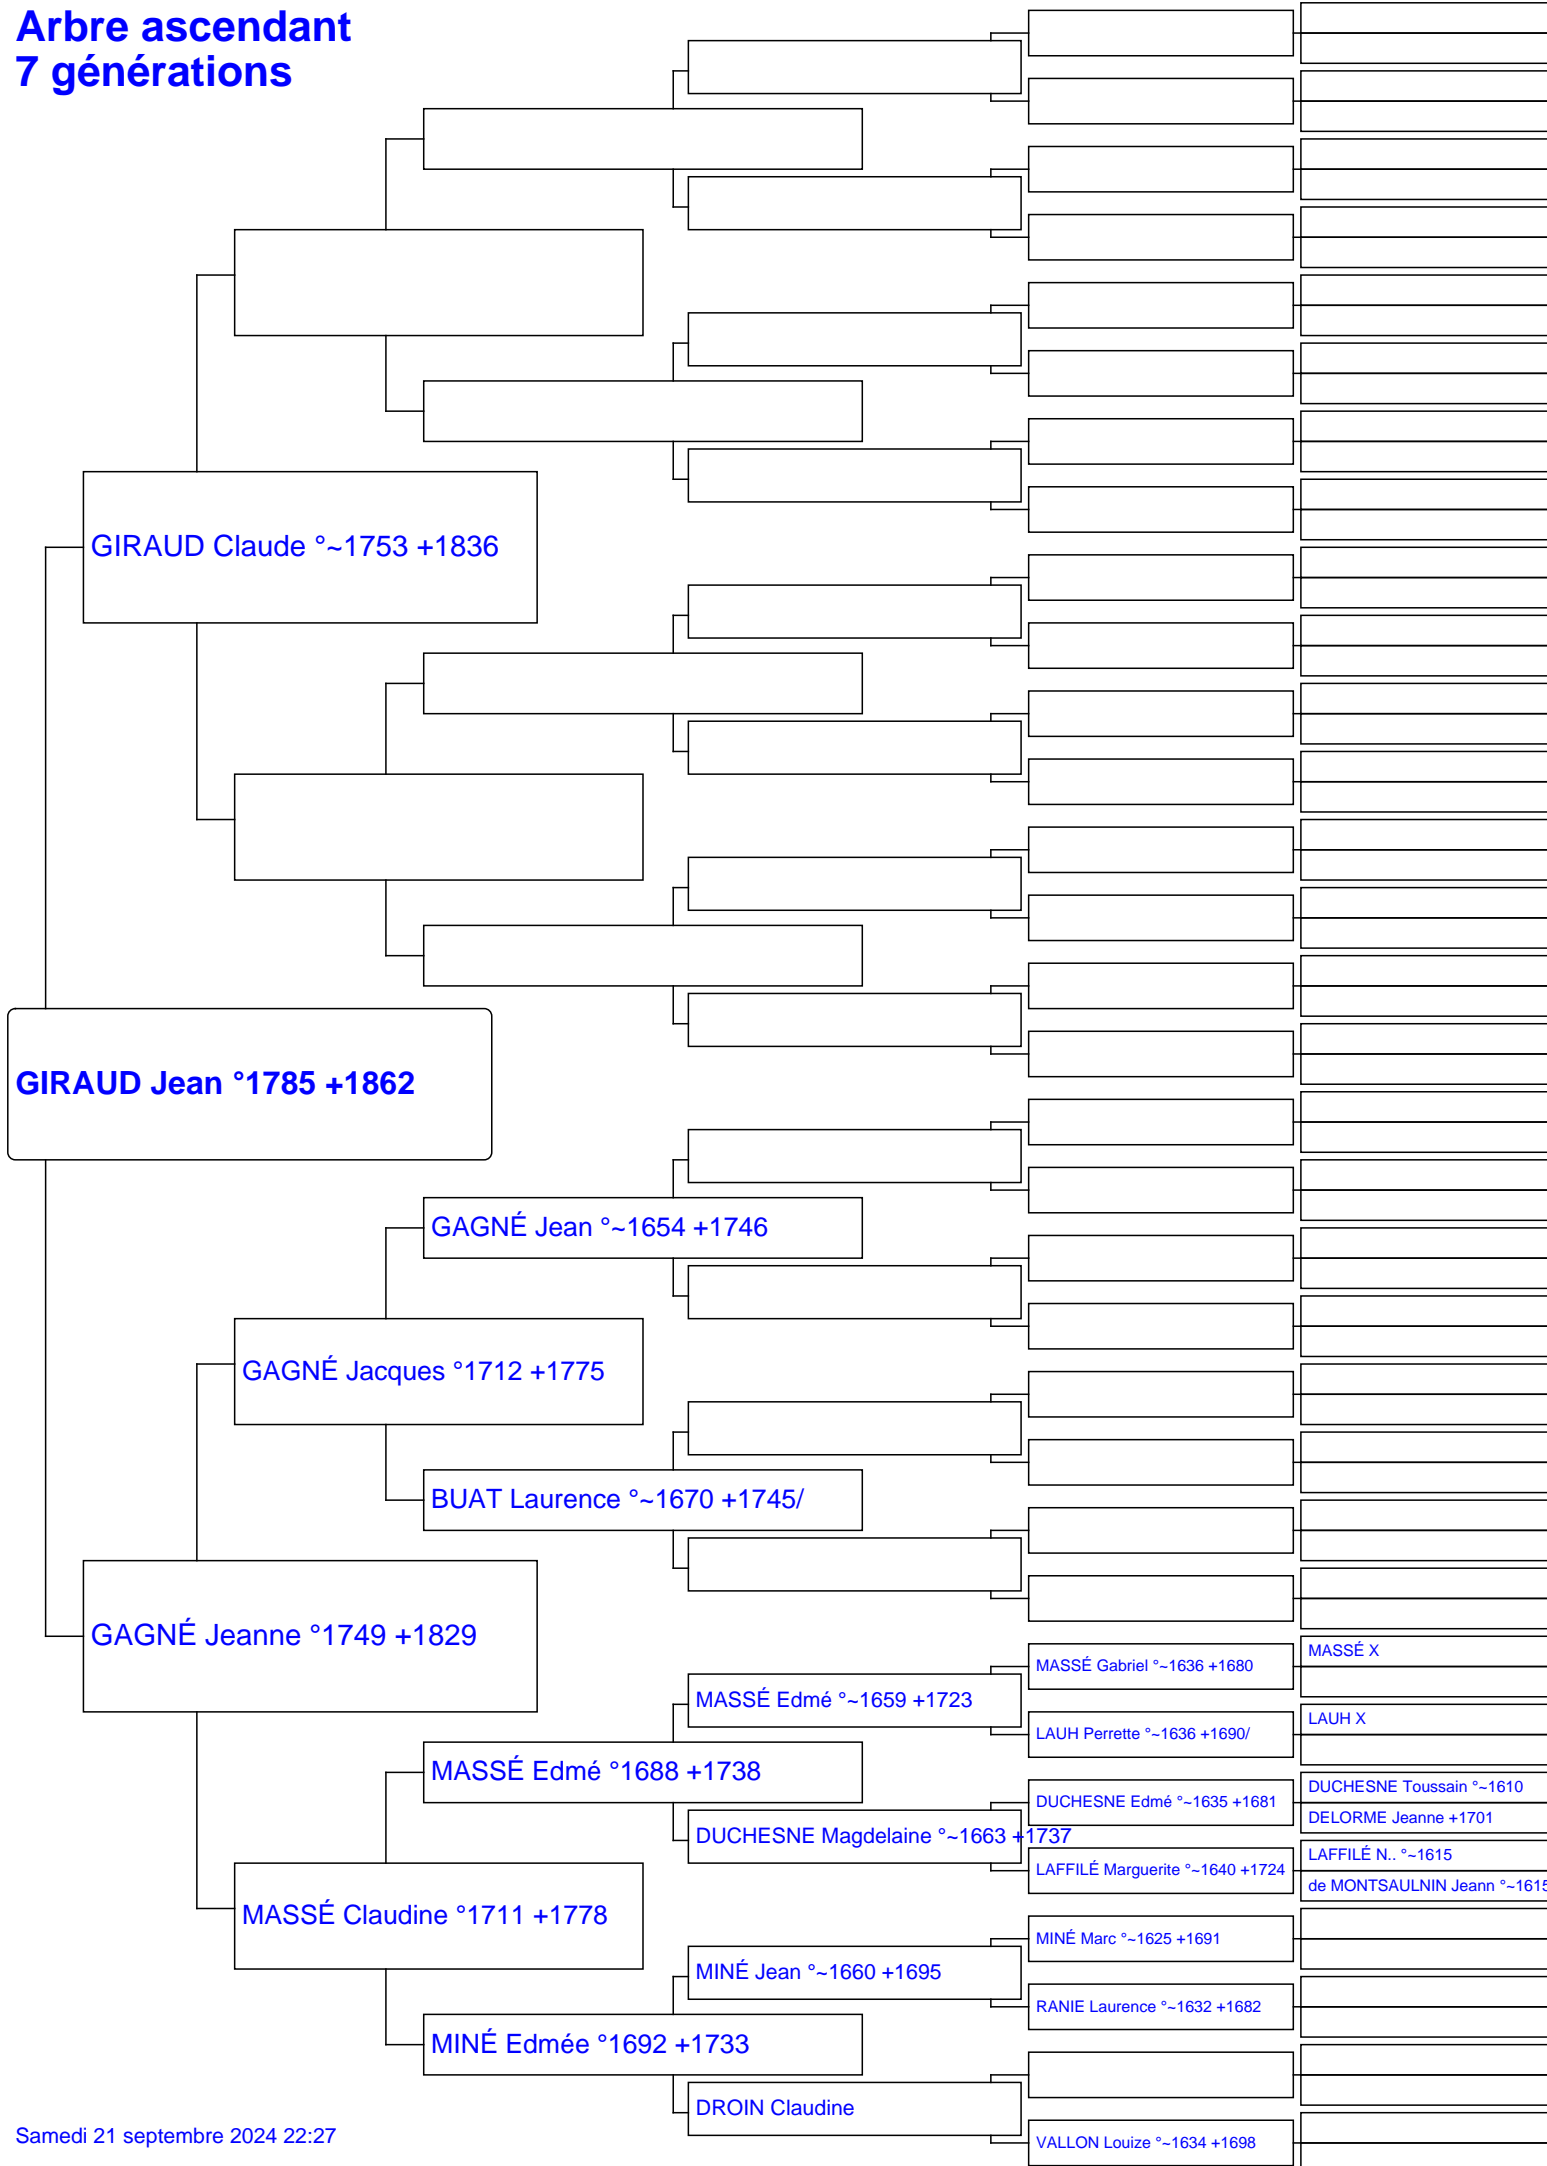 Arbre ascendant
7 générations
GIRAUD Claude °~1753 +1836
GIRAUD Jean °1785 +1862
GAGNÉ Jean °~1654 +1746
GAGNÉ Jacques °1712 +1775
BUAT Laurence °~1670 +1745/
GAGNÉ Jeanne °1749 +1829
MASSÉ X
MASSÉ Gabriel °~1636 +1680
MASSÉ Edmé °~1659 +1723
LAUH X
LAUH Perrette °~1636 +1690/
MASSÉ Edmé °1688 +1738
DUCHESNE Toussain °~1610
DUCHESNE Edmé °~1635 +1681
DELORME Jeanne +1701
DUCHESNE Magdelaine °~1663 +1737
LAFFILÉ N.. °~1615
LAFFILÉ Marguerite °~1640 +1724
de MONTSAULNIN Jeann °~1615
MASSÉ Claudine °1711 +1778
MINÉ Marc °~1625 +1691
MINÉ Jean °~1660 +1695
RANIE Laurence °~1632 +1682
MINÉ Edmée °1692 +1733
DROIN Claudine
VALLON Louize °~1634 +1698
Samedi 21 septembre 2024 22:27